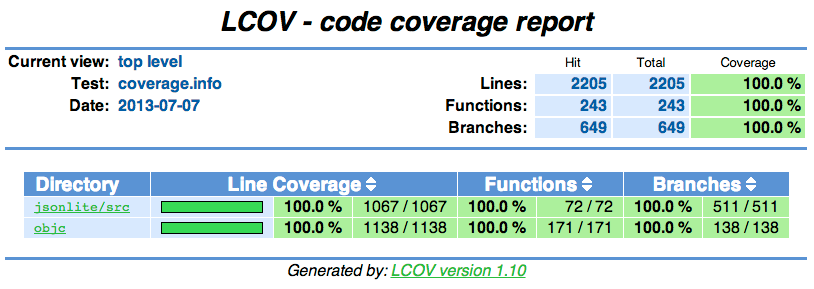 LCOV - code coverage report
Current view: top level
Test: coverage.info
Date: 2013-07-07
Hit Total Coverage
Lines: 2205 2205 100.0 %
Functions: 243 243 100.0 %
Branches: 649 649 100.0 %
Directory Line Coverage Functions Branches
jsonlite/src 100.0 % 1067 / 1067 100.0 % 72 / 72 100.0 % 511 / 511
objc 100.0 % 1138 / 1138 100.0 % 171 / 171 100.0 % 138 / 138
Generated by: LCOV version 1.10